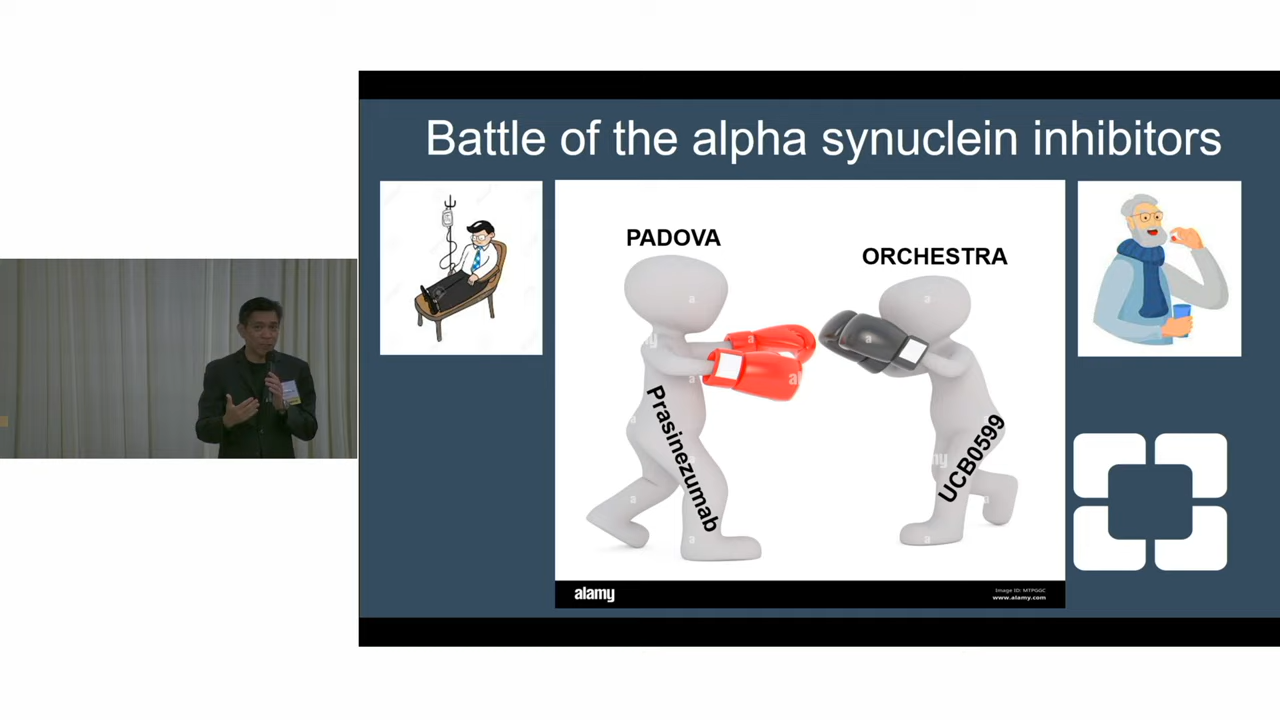 Battle of the alpha synuclein inhibitors
PADOVA
ORCHESTRA
Prasinezumab
UCB0599
alamy
Image ID: MTPGGC
www.alamy.com